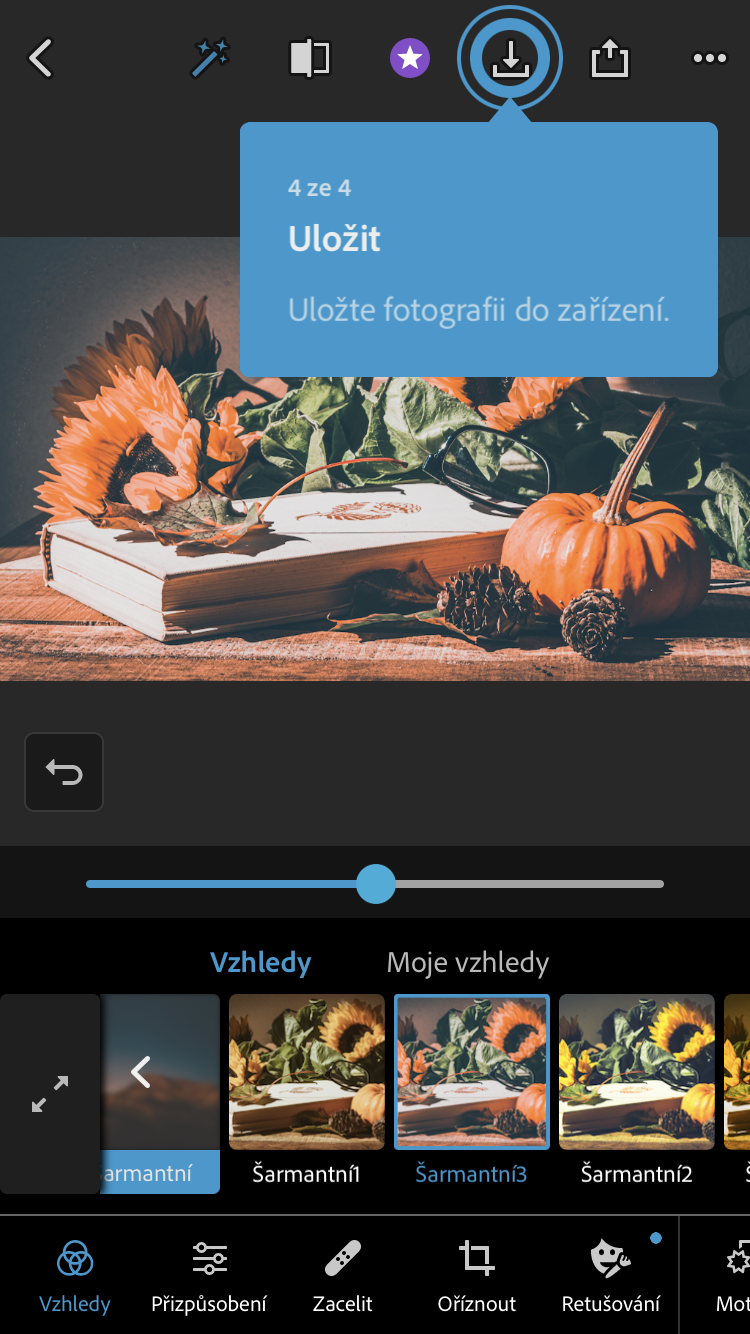 4 ze 4
Uložit
Uložte fotografii do zařízení.
Vzhledy
Moje vzhledy
armantní
Šarmantní1
Šarmantní3
Šarmantní2
Vzhledy
Přizpůsobení
Zacelit
Oříznout
Retušování
Mot